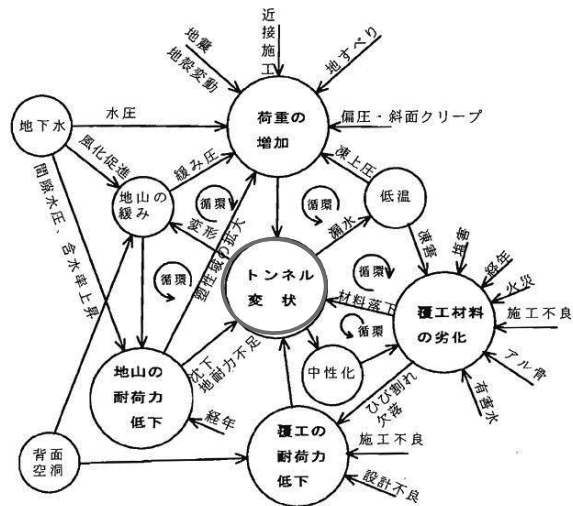 地震
地殻変動
近接施工
地すべり
地下水
水圧
荷重の
増加
偏圧・斜面クリープ
風化促進
緩み圧
凍上圧
地山の
緩み
循環
循環
低温
間隙水圧、含水率上昇
変形
塑性域の拡大
漏水
凍害
塩害
経年
火災
循環
トンネル
変状
循環
材料落下
覆工材料
の劣化
施工不良
循環
地山の
耐荷力
低下
沈下
地耐力不足
中性化
アル骨
有害水
ひび割れ
欠落
経年
背面
空洞
覆工の
耐荷力
低下
施工不良
設計不良